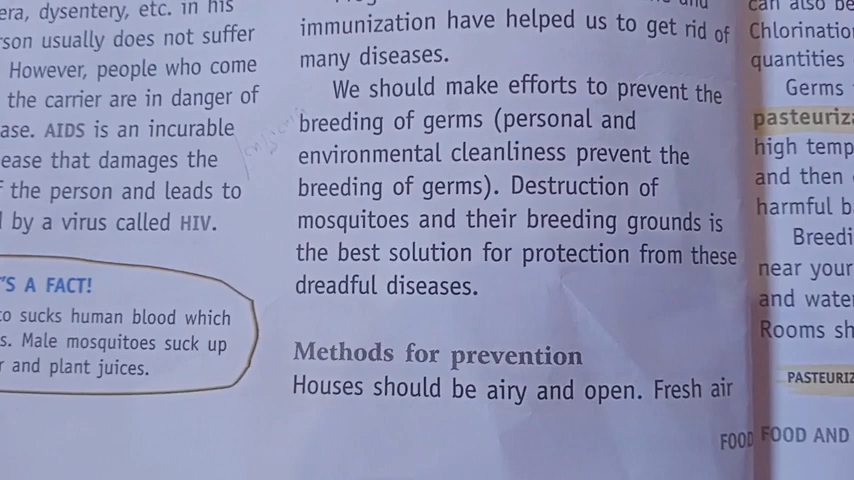 era, dysentery, etc. in his
rson usually does not suffer
However, people who come
the carrier are in danger of
ase. AIDS is an incurable
ease that damages the
f the person and leads to
d by a virus called HIV.
'S A FACT!
to sucks human blood which
s. Male mosquitoes suck up
r and plant juices.
immunization have helped us to get rid of
many diseases.
We should make efforts to prevent the
breeding of germs (personal and
environmental cleanliness prevent the
breeding of germs). Destruction of
mosquitoes and their breeding grounds is
the best solution for protection from these
dreadful diseases.
Methods for prevention
Houses should be airy and open. Fresh air
FOOD
can also be
Chlorination
quantities
Germs
pasteuriza
high temp
and then
harmful b
Breedi
near your
and water
Rooms sh
PASTEURIZ
FOOD AND